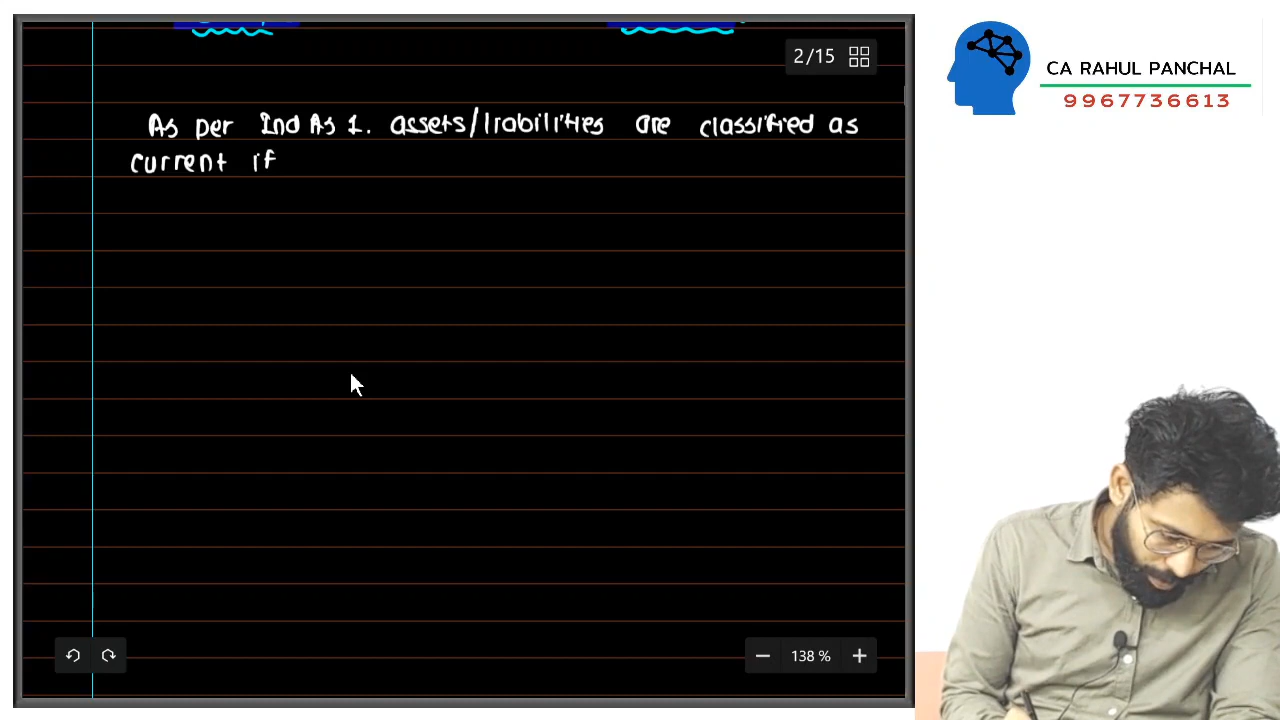 2/15
As per Ind As 1. assets/liabilities are classified as
current if
138 %
CA RAHUL PANCHAL
9967736613